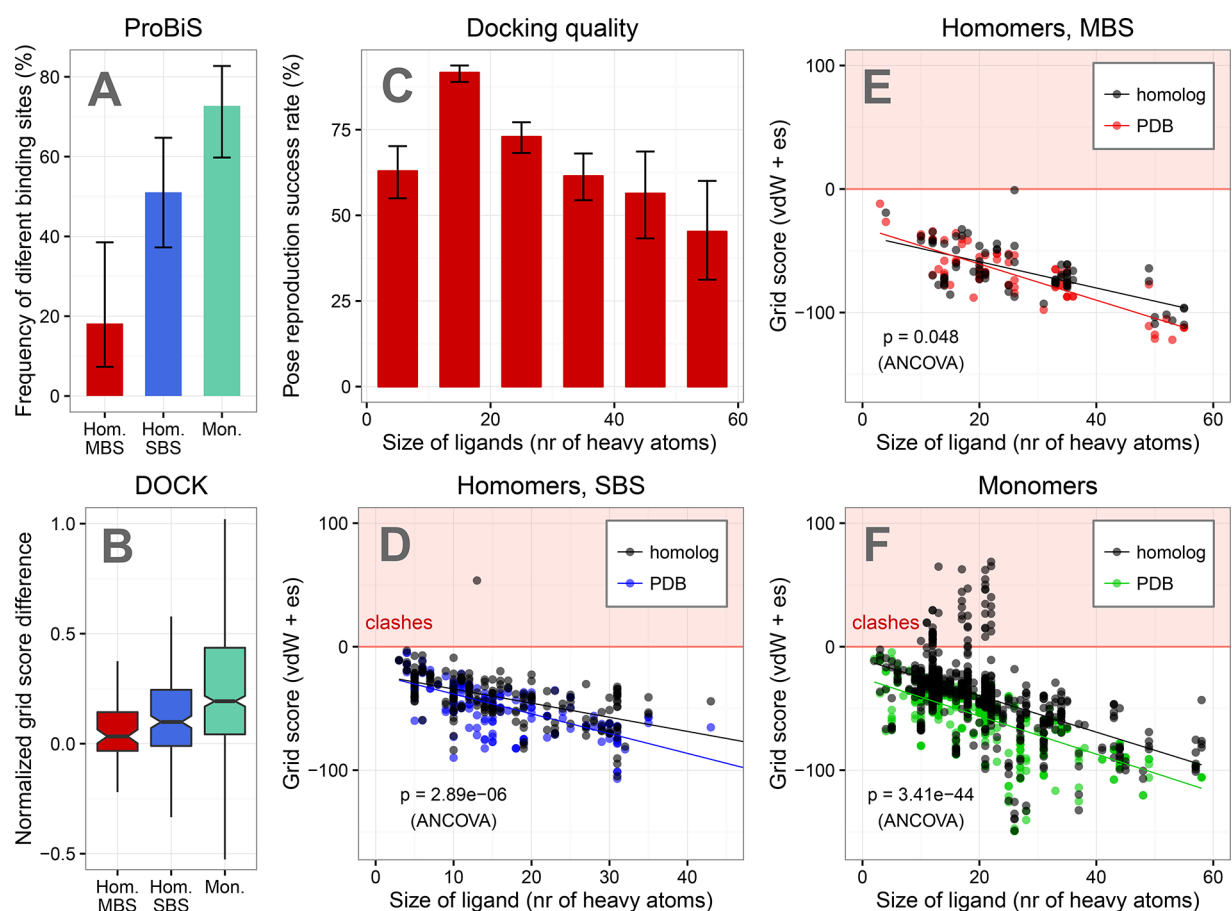 ProBiS
A
Frequency of diferent binding sites (%)
80
60
40
20
0
Hom.
MBS
Hom.
SBS
Mon.
Docking quality
C
Pose reproduction success rate (%)
75
50
25
0
0
20
40
60
Size of ligands (nr of heavy atoms)
Homomers, MBS
E
homolog
PDB
Grid score (vdW + es)
100
0
−100
p = 0.048
(ANCOVA)
0
20
40
60
Size of ligand (nr of heavy atoms)
DOCK
B
Normalized grid score difference
1.0
0.5
0.0
−0.5
Hom.
MBS
Hom.
SBS
Mon.
Homomers, SBS
D
homolog
PDB
clashes
Grid score (vdW + es)
100
0
−100
p = 2.89e−06
(ANCOVA)
0
10
20
30
40
Size of ligand (nr of heavy atoms)
Monomers
F
homolog
PDB
clashes
Grid score (vdW + es)
100
0
−100
p = 3.41e−44
(ANCOVA)
0
20
40
60
Size of ligand (nr of heavy atoms)